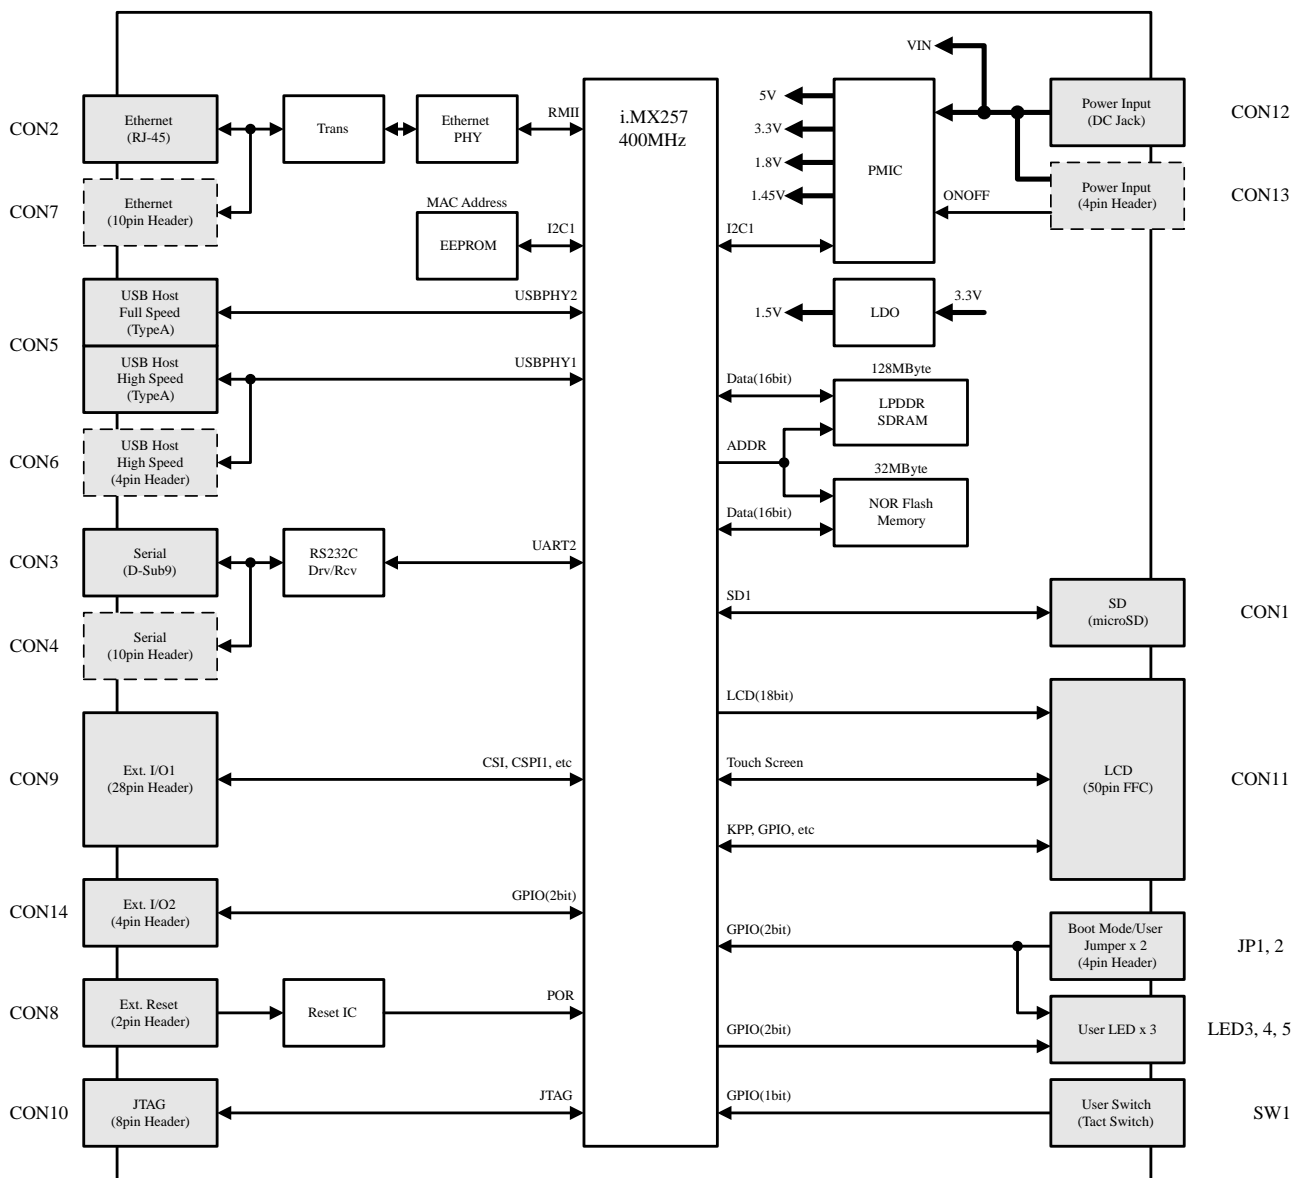 VIN
i.MX257
400MHz
CON2
Ethernet
(RJ-45)
Trans
Ethernet
PHY
RMII
5V
3.3V
1.8V
1.45V
PMIC
Power Input
(DC Jack)
CON12
CON7
Ethernet
(10pin Header)
MAC Address
EEPROM
I2C1
I2C1
ONOFF
Power Input
(4pin Header)
CON13
CON5
USB Host
Full Speed
(TypeA)
USBPHY2
1.5V
LDO
3.3V
USB Host
High Speed
(TypeA)
USBPHY1
128MByte
Data(16bit)
LPDDR
SDRAM
CON6
USB Host
High Speed
(4pin Header)
ADDR
32MByte
NOR Flash
Memory
Data(16bit)
CON3
Serial
(D-Sub9)
RS232C
Drv/Rcv
UART2
CON4
Serial
(10pin Header)
SD1
SD
(microSD)
CON1
CON9
Ext. I/O1
(28pin Header)
CSI, CSPI1, etc
LCD(18bit)
Touch Screen
KPP, GPIO, etc
LCD
(50pin FFC)
CON11
CON14
Ext. I/O2
(4pin Header)
GPIO(2bit)
GPIO(2bit)
Boot Mode/User
Jumper x 2
(4pin Header)
JP1, 2
CON8
Ext. Reset
(2pin Header)
Reset IC
POR
GPIO(2bit)
User LED x 3
LED3, 4, 5
CON10
JTAG
(8pin Header)
JTAG
GPIO(1bit)
User Switch
(Tact Switch)
SW1